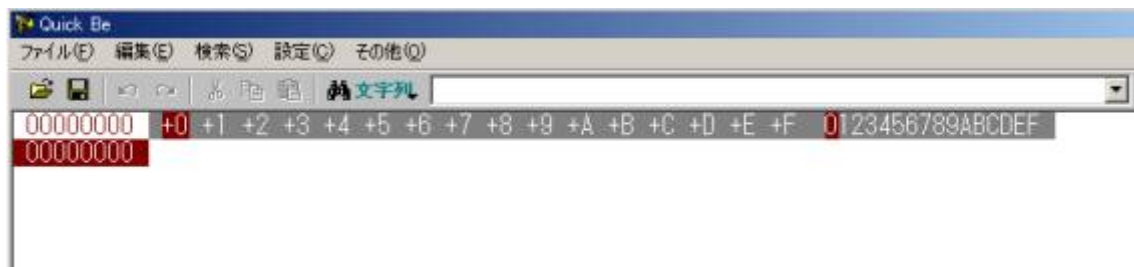 Quick Be
ファイル(F) 編集(E) 検索(S) 設定(C) その他(O)
文字列
00000000 +0 +1 +2 +3 +4 +5 +6 +7 +8 +9 +A +B +C +D +E +F 0123456789ABCDEF
00000000